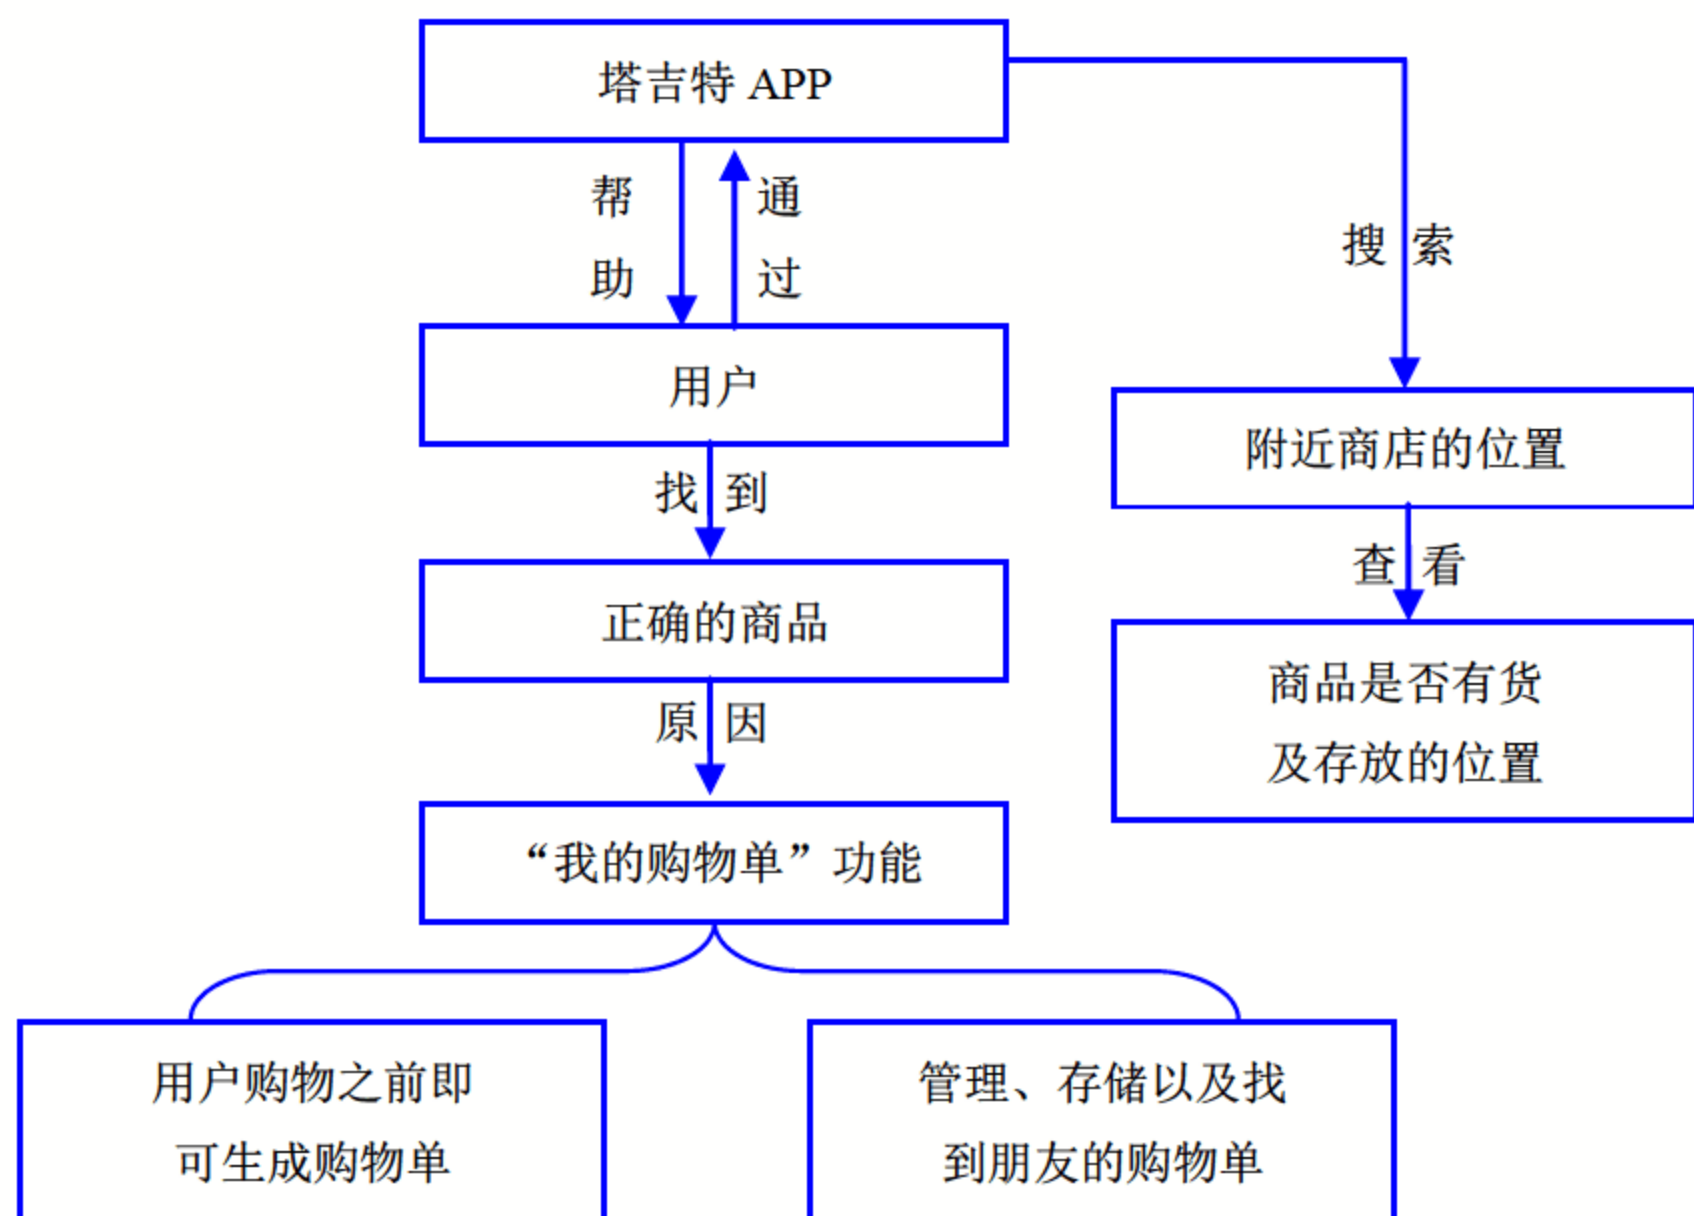 塔吉特 APP
帮助
通过
搜索
用户
找到
附近商店的位置
查看
正确的商品
原因
商品是否有货
及存放的位置
“我的购物单”功能
用户购物之前即
可生成购物单
管理、存储以及找
到朋友的购物单